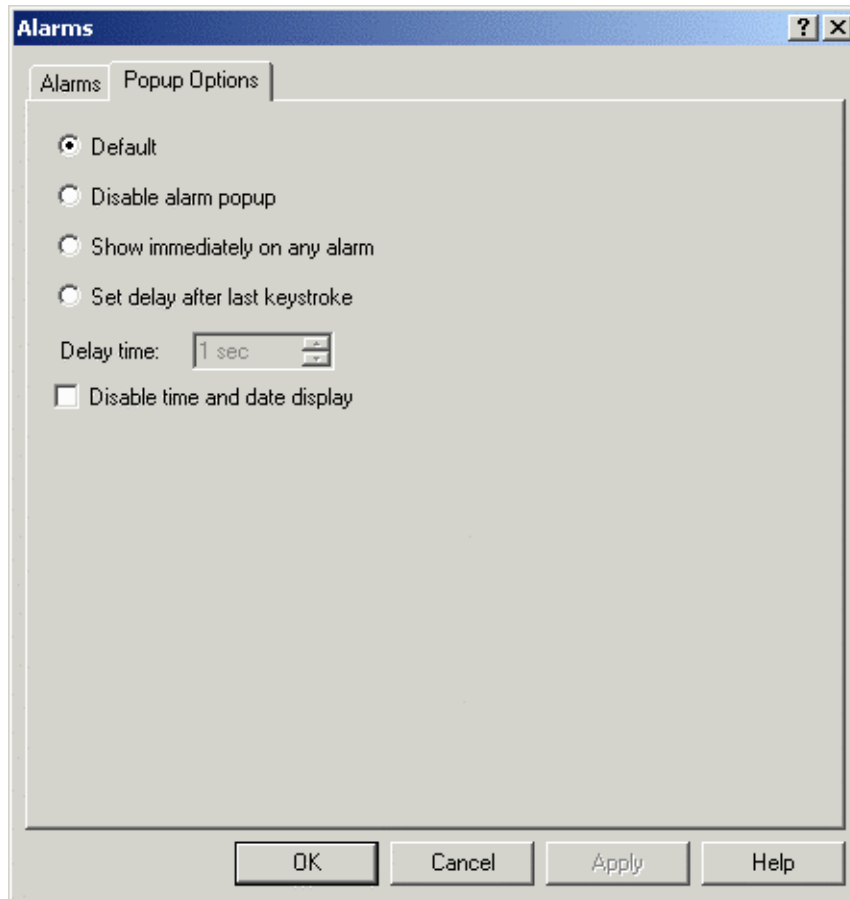 Alarms
Alarms Popup Options
Default
Disable alarm popup
Show immediately on any alarm
Set delay after last keystroke
Delay time: 1 sec
Disable time and date display
OK Cancel Apply Help